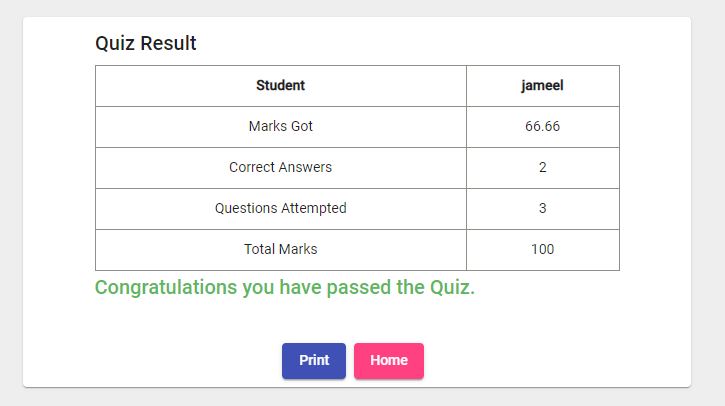 Quiz Result
Student jameel
Marks Got 66.66
Correct Answers 2
Questions Attempted 3
Total Marks 100
Congratulations you have passed the Quiz.
Print Home